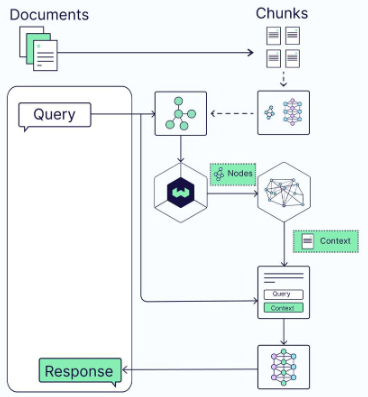 Documents
Chunks
Query
Nodes
Context
Query
Context
Response